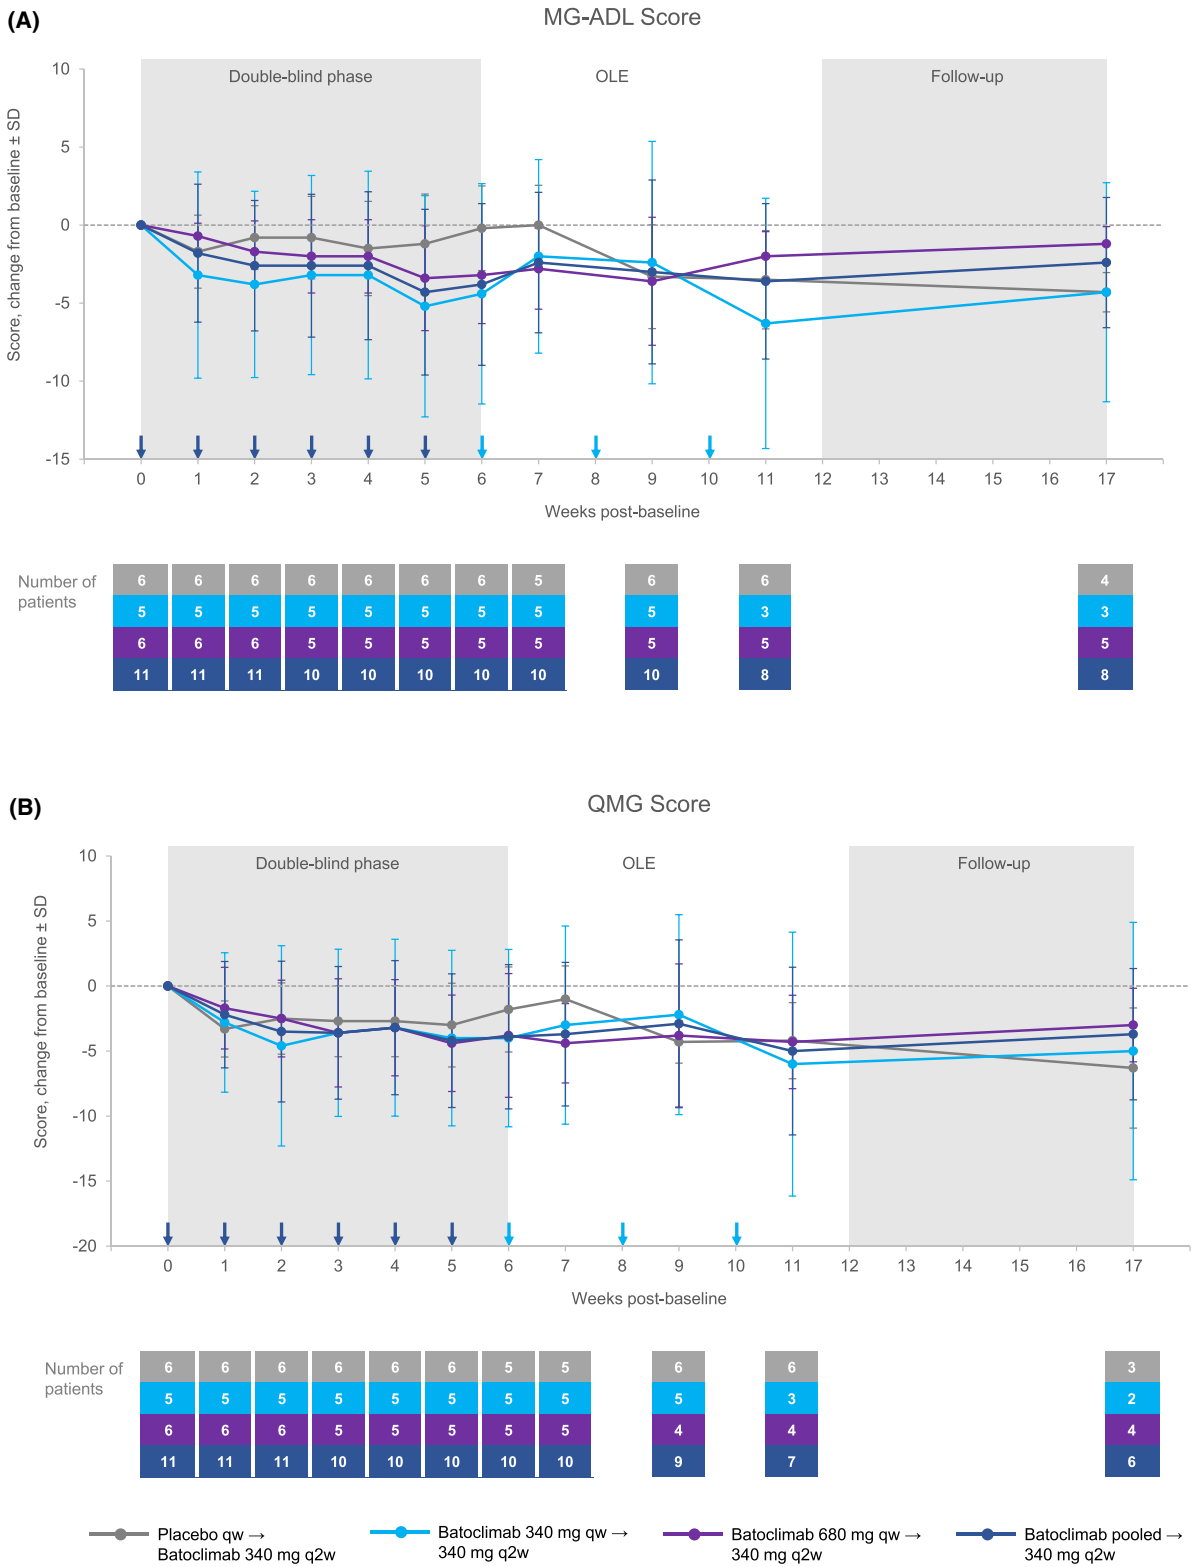 (A)
MG-ADL Score
Score, change from baseline ± SD
10
5
0
-5
-10
-15
Double-blind phase
OLE
Follow-up
0 1 2 3 4 5 6 7 8 9 10 11 12 13 14 15 16 17
Weeks post-baseline
Number of
patients
6 6 6 6 6 6 6 5 6 6 4
5 5 5 5 5 5 5 5 5 3 3
6 6 6 5 5 5 5 5 5 5 5
11 11 11 10 10 10 10 10 10 8 8
(B)
QMG Score
Score, change from baseline ± SD
10
5
0
-5
-10
-15
-20
Double-blind phase
OLE
Follow-up
0 1 2 3 4 5 6 7 8 9 10 11 12 13 14 15 16 17
Weeks post-baseline
Number of
patients
6 6 6 6 6 6 5 5 6 6 3
5 5 5 5 5 5 5 5 5 3 2
6 6 6 5 5 5 5 5 4 4 4
11 11 11 10 10 10 10 10 9 7 6
Placebo qw →
Batoclimab 340 mg q2w
Batoclimab 340 mg qw →
340 mg q2w
Batoclimab 680 mg qw →
340 mg q2w
Batoclimab pooled →
340 mg q2w